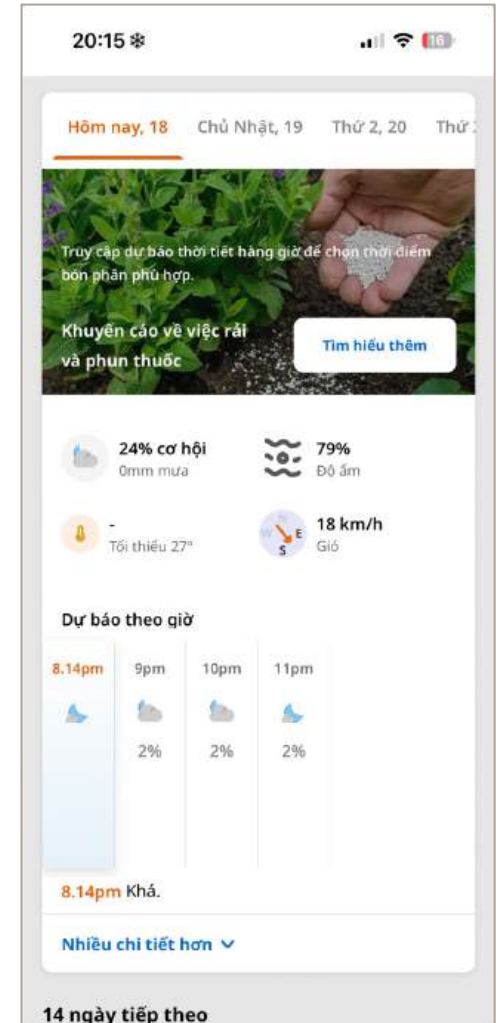 20:15
16
Hôm nay, 18 Chủ Nhật, 19 Thứ 2, 20 Thứ
Truy cập dự báo thời tiết hàng giờ để chọn thời điểm
bón phân phù hợp.
Khuyên cáo về việc rải
và phun thuốc
Tìm hiểu thêm
24% cơ hội
0mm mưa
79%
Độ ẩm
-
Tối thiểu 27°
E
S
18 km/h
Gió
Dự báo theo giờ
8.14pm 9pm 10pm 11pm
2% 2% 2%
8.14pm Khá.
Nhiều chi tiết hơn
14 ngày tiếp theo